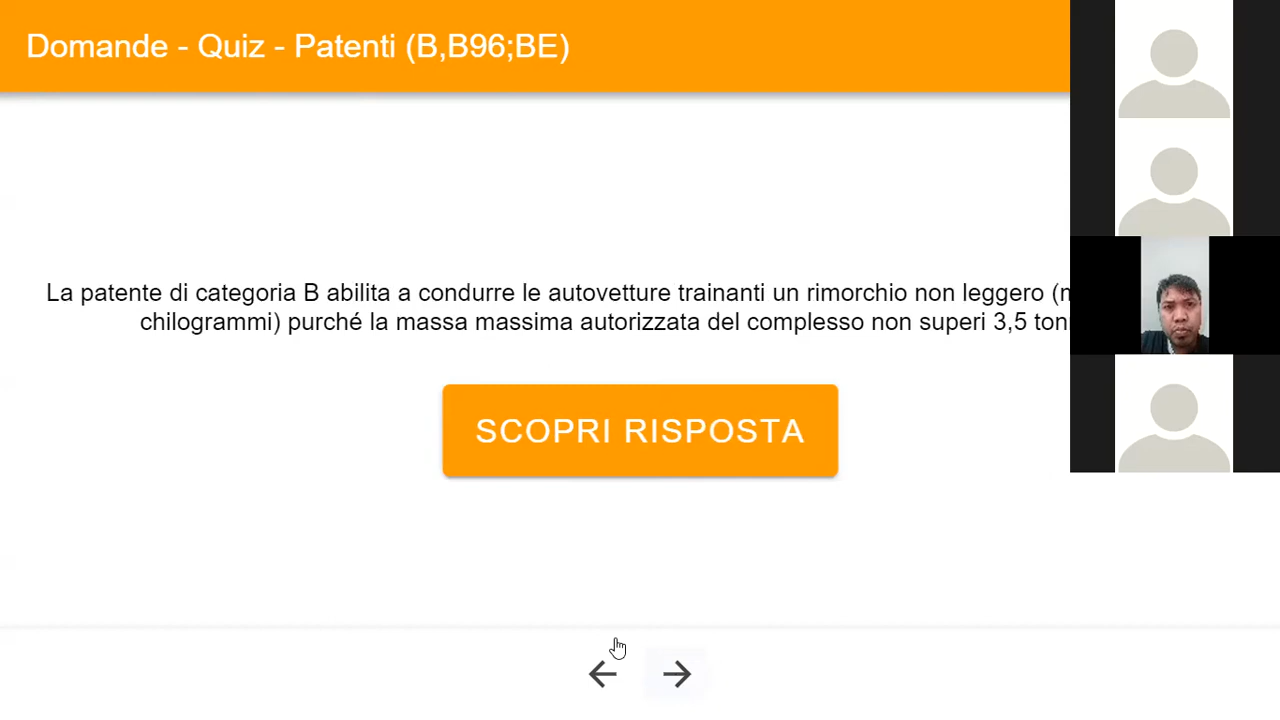 Domande - Quiz - Patenti (B,B96;BE)
La patente di categoria B abilita a condurre le autovetture trainanti un rimorchio non leggero (
chilogrammi) purché la massa massima autorizzata del complesso non superi 3,5
SCOPRI RISPOSTA